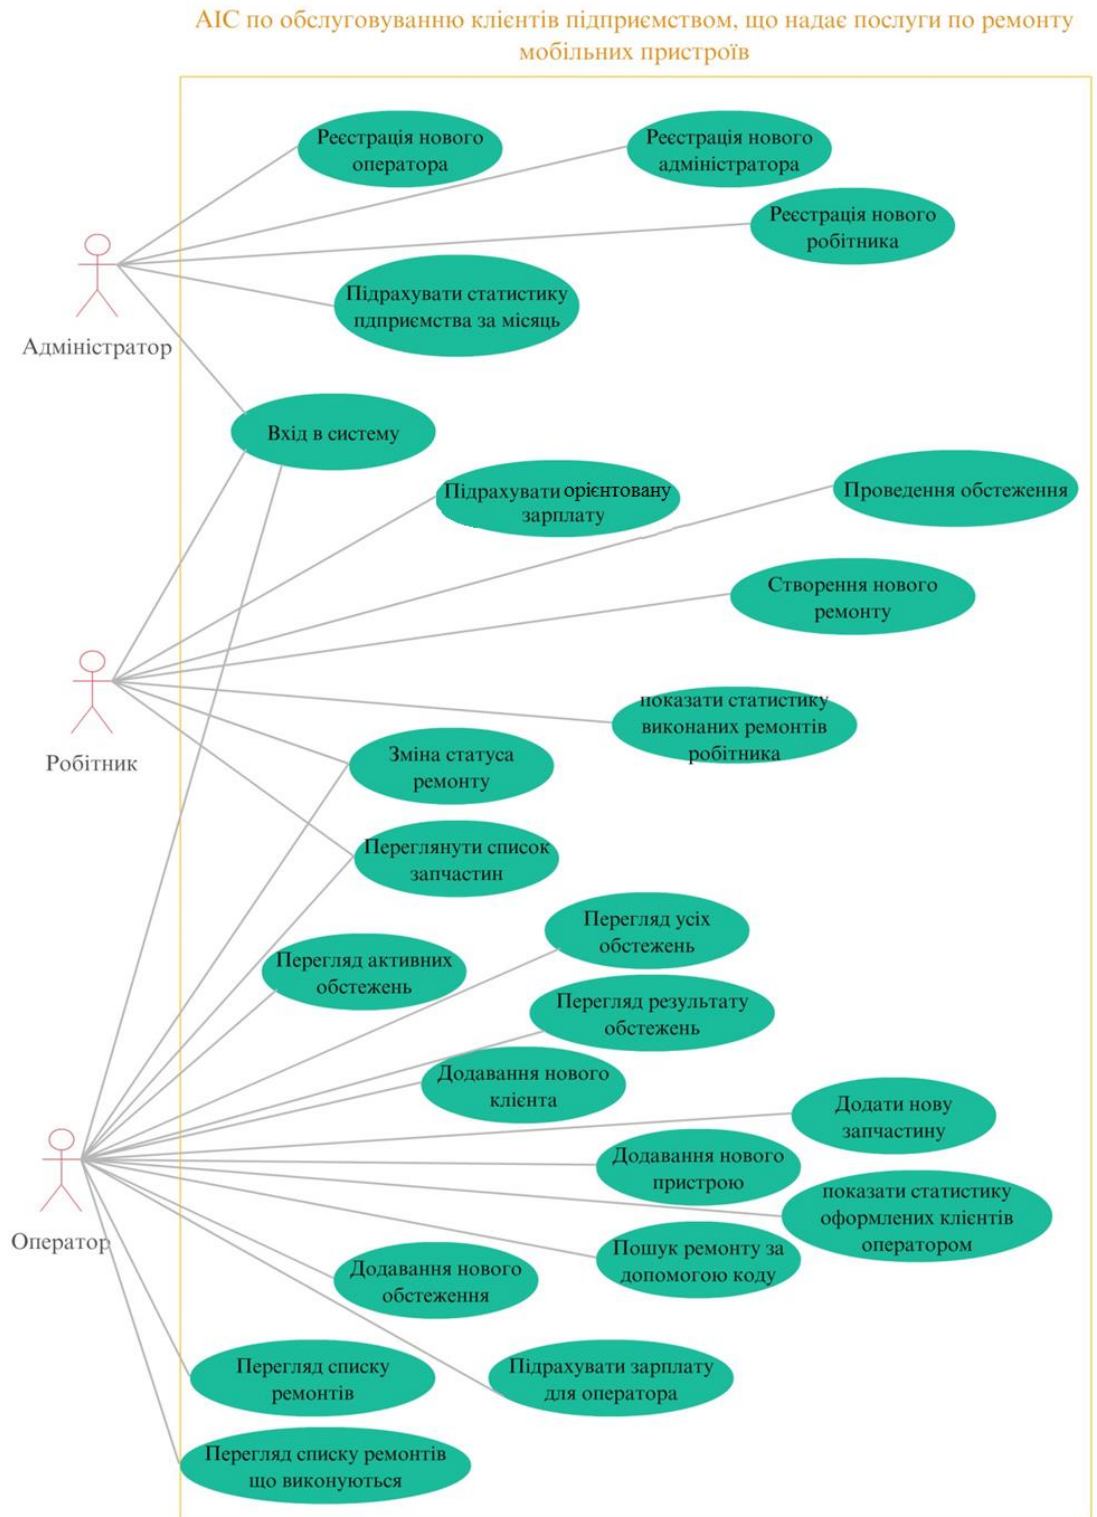 АІС по обслуговуванню клієнтів підприємством, що надає послуги по ремонту
мобільних пристроїв
Реєстрація нового
оператора
Реєстрація нового
адміністратора
Реєстрація нового
робітника
Підрахувати статистику
пдприємства за місяць
Адміністратор
Вхід в систему
Підрахувати орієнтовану
зарплату
Проведення обстеження
Створення нового
ремонту
показати статистику
виконаних ремонтів
робітника
Робітник
Зміна статуса
ремонту
Переглянути список
запчастин
Перегляд усіх
обстежень
Перегляд активних
обстежень
Перегляд результату
обстежень
Додавання нового
клієнта
Додати нову
запчастину
Додавання нового
пристрою
показати статистику
оформлених клієнтів
оператором
Оператор
Пошук ремонту за
допомогою коду
Додавання нового
обстеження
Перегляд списку
ремонтів
Підрахувати зарплату
для оператора
Перегляд списку ремонтів
що виконуються